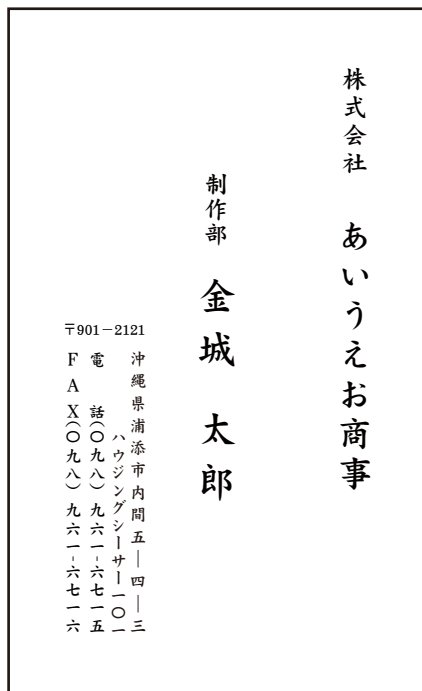 株式会社　あいうえお商事
制作部　金城　太郎
〒901−2121
沖縄県浦添市内間五―四―三
ハウジングシーサー一〇一
電　話(〇九八)九六一-六七一五
ＦＡＸ(〇九八)九六一-六七一六